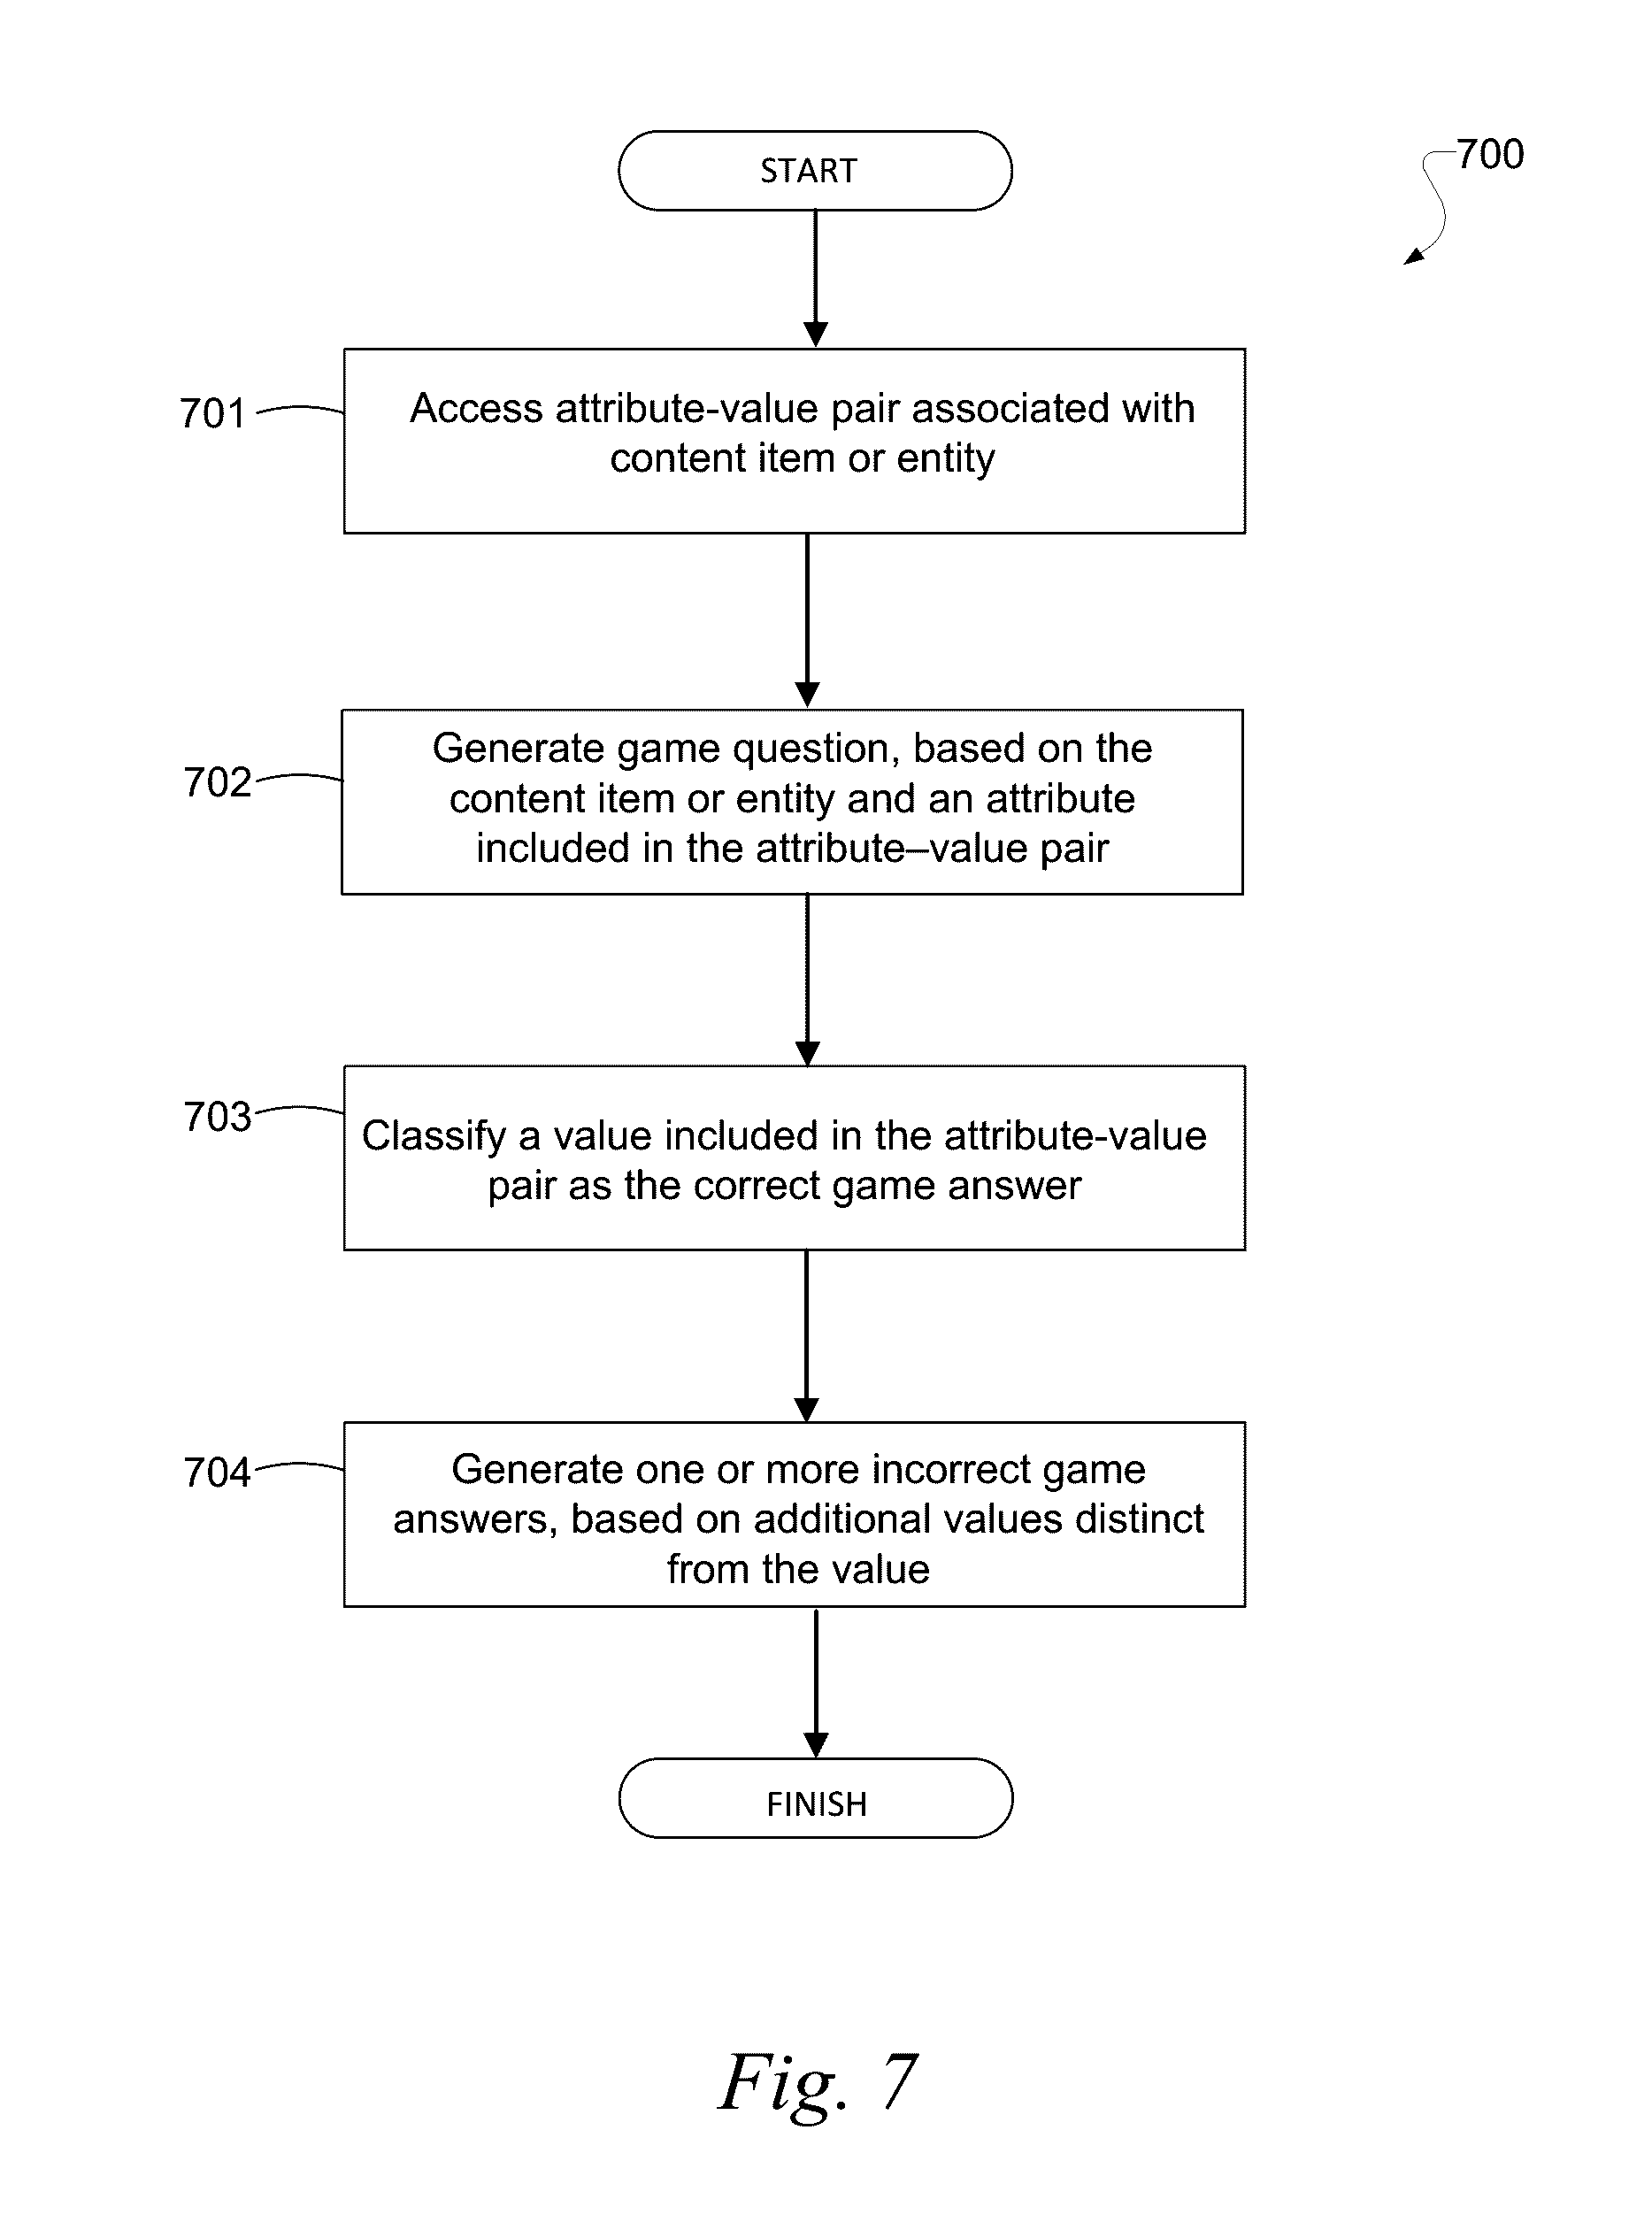 START
700
701
Access attribute-value pair associated with
content item or entity
702
Generate game question, based on the
content item or entity and an attribute
included in the attribute–value pair
703
Classify a value included in the attribute-value
pair as the correct game answer
704
Generate one or more incorrect game
answers, based on additional values distinct
from the value
FINISH
Fig. 7